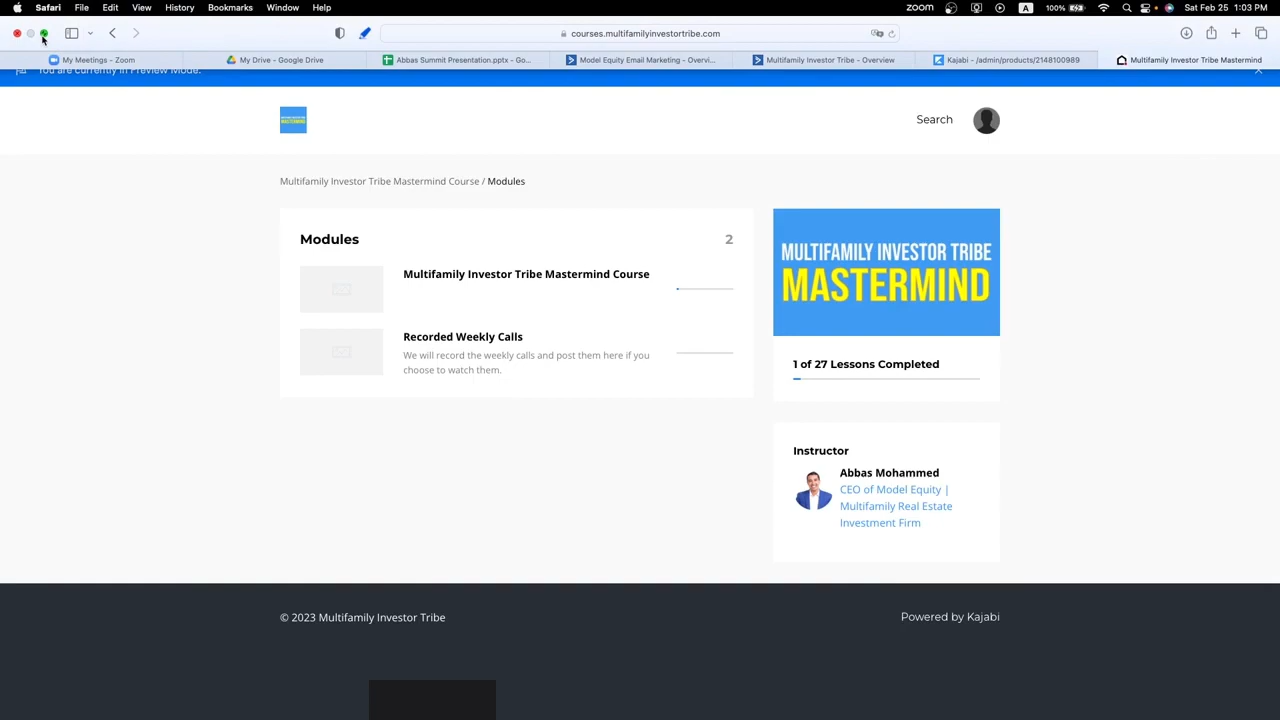 Safari File Edit View History Bookmarks Window Help
zoom A 100% Sat Feb 25 1:03 PM
courses.multifamilyinvestortribe.com
My Meetings - Zoom
My Drive - Google Drive
Abbas Summit Presentation.pptx - Go...
Model Equity Email Marketing - Overvi...
Multifamily Investor Tribe - Overview
Kajabi - /admin/products/2148100989
Multifamily Investor Tribe Mastermind
You are currently in Preview Mode.
Search
Multifamily Investor Tribe Mastermind Course / Modules
Modules 2
Multifamily Investor Tribe Mastermind Course
Recorded Weekly Calls
We will record the weekly calls and post them here if you
choose to watch them.
MULTIFAMILY INVESTOR TRIBE
MASTERMIND
1 of 27 Lessons Completed
Instructor
Abbas Mohammed
CEO of Model Equity |
Multifamily Real Estate
Investment Firm
© 2023 Multifamily Investor Tribe
Powered by Kajabi